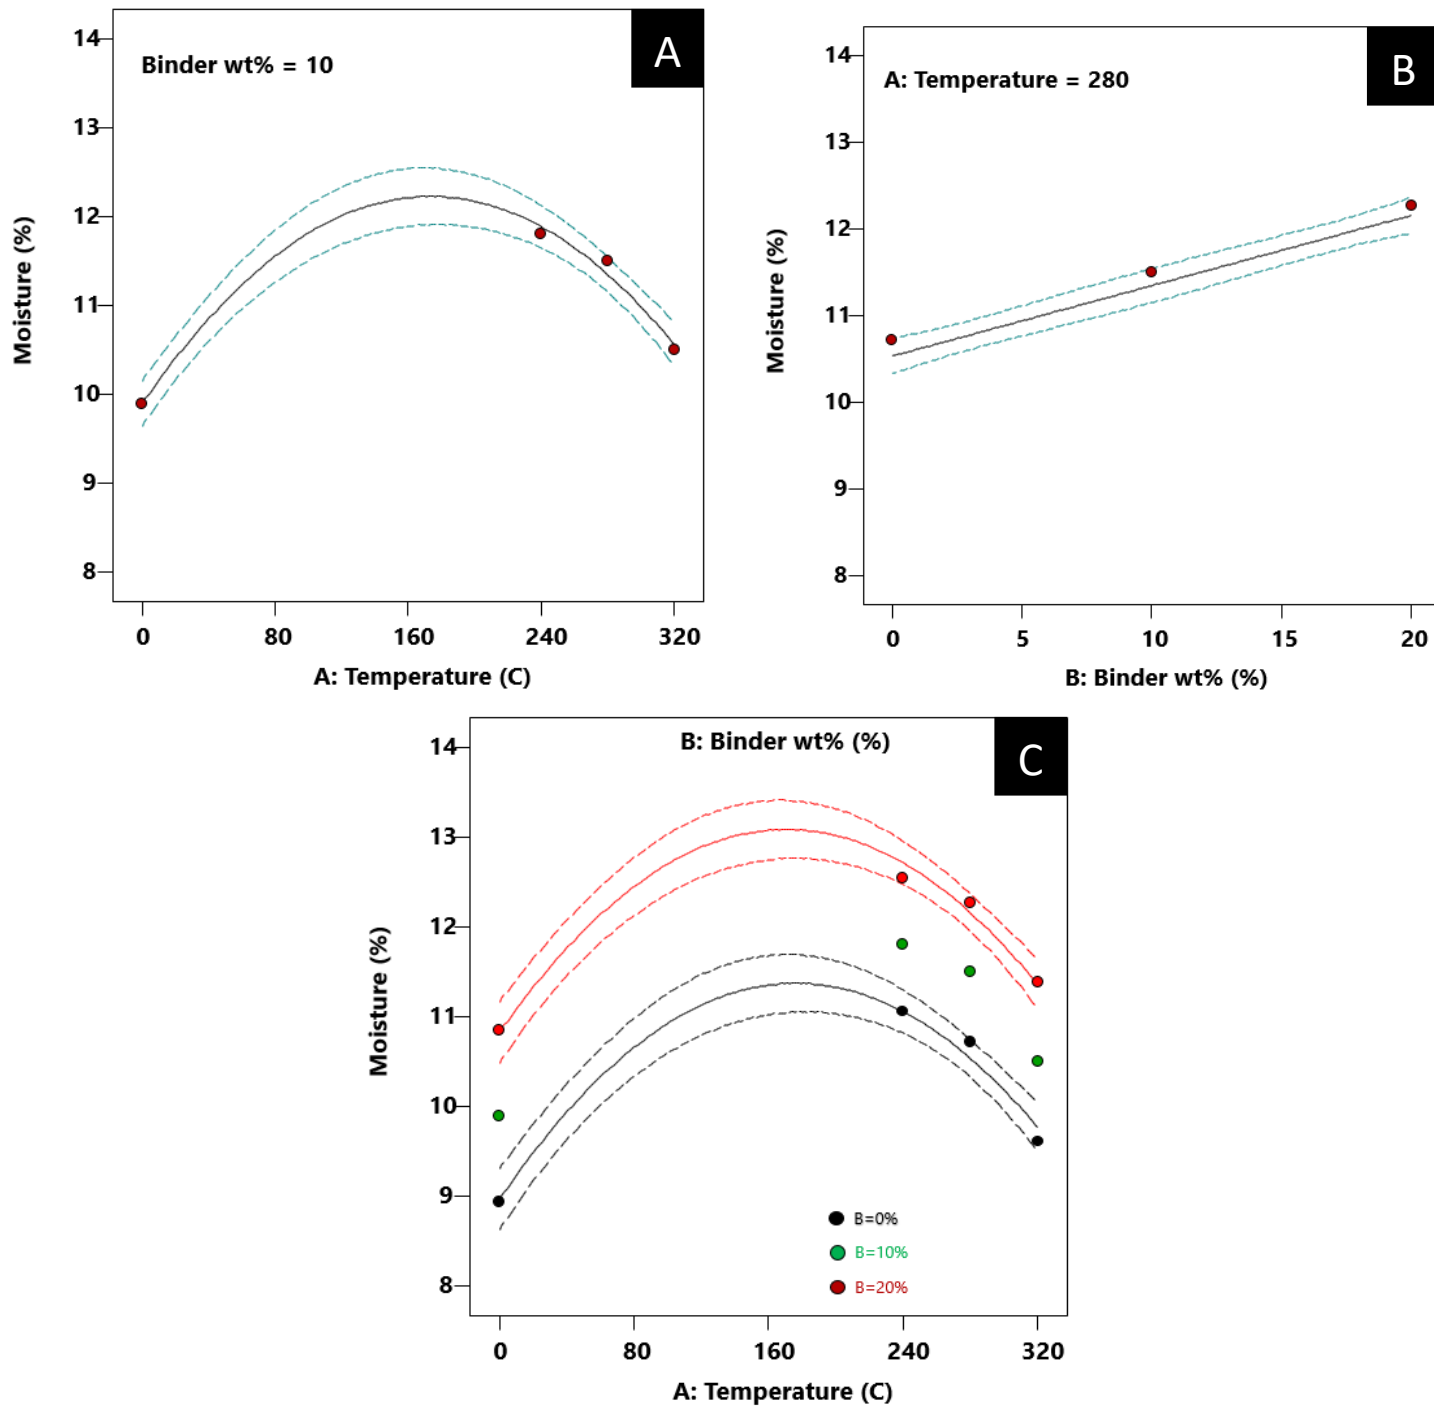 A
Binder wt% = 10
14
13
12
11
10
9
8
Moisture (%)
0 80 160 240 320
A: Temperature (C)
B
A: Temperature = 280
14
13
12
11
10
9
8
Moisture (%)
0 5 10 15 20
B: Binder wt% (%)
C
B: Binder wt% (%)
14
13
12
11
10
9
8
Moisture (%)
B=0%
B=10%
B=20%
0 80 160 240 320
A: Temperature (C)